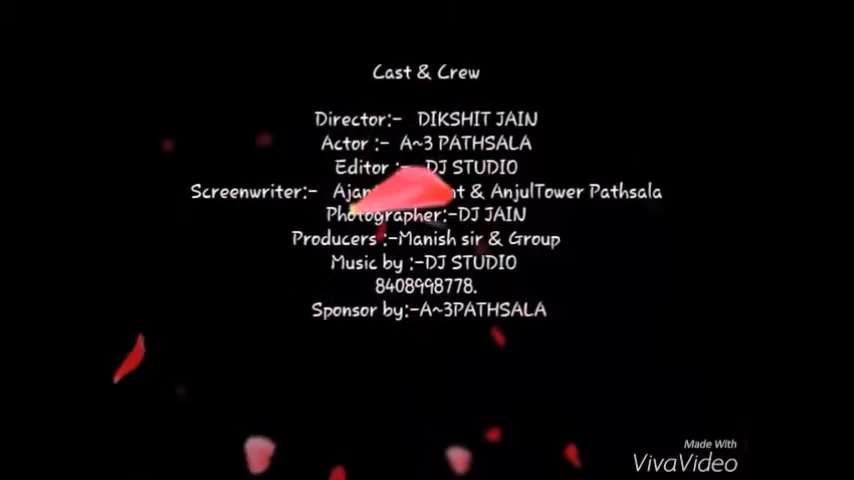 Cast & Crew
Director:- DIKSHIT JAIN
Actor :- A~3 PATHSALA
Editor :- DJ STUDIO
Screenwriter:- & AnjulTower Pathsala
Photographer:-DJ JAIN
Producers :-Manish sir & Group
Music by :-DJ STUDIO
8408998778.
Sponsor by:-A~3PATHSALA
Made With
VivaVideo